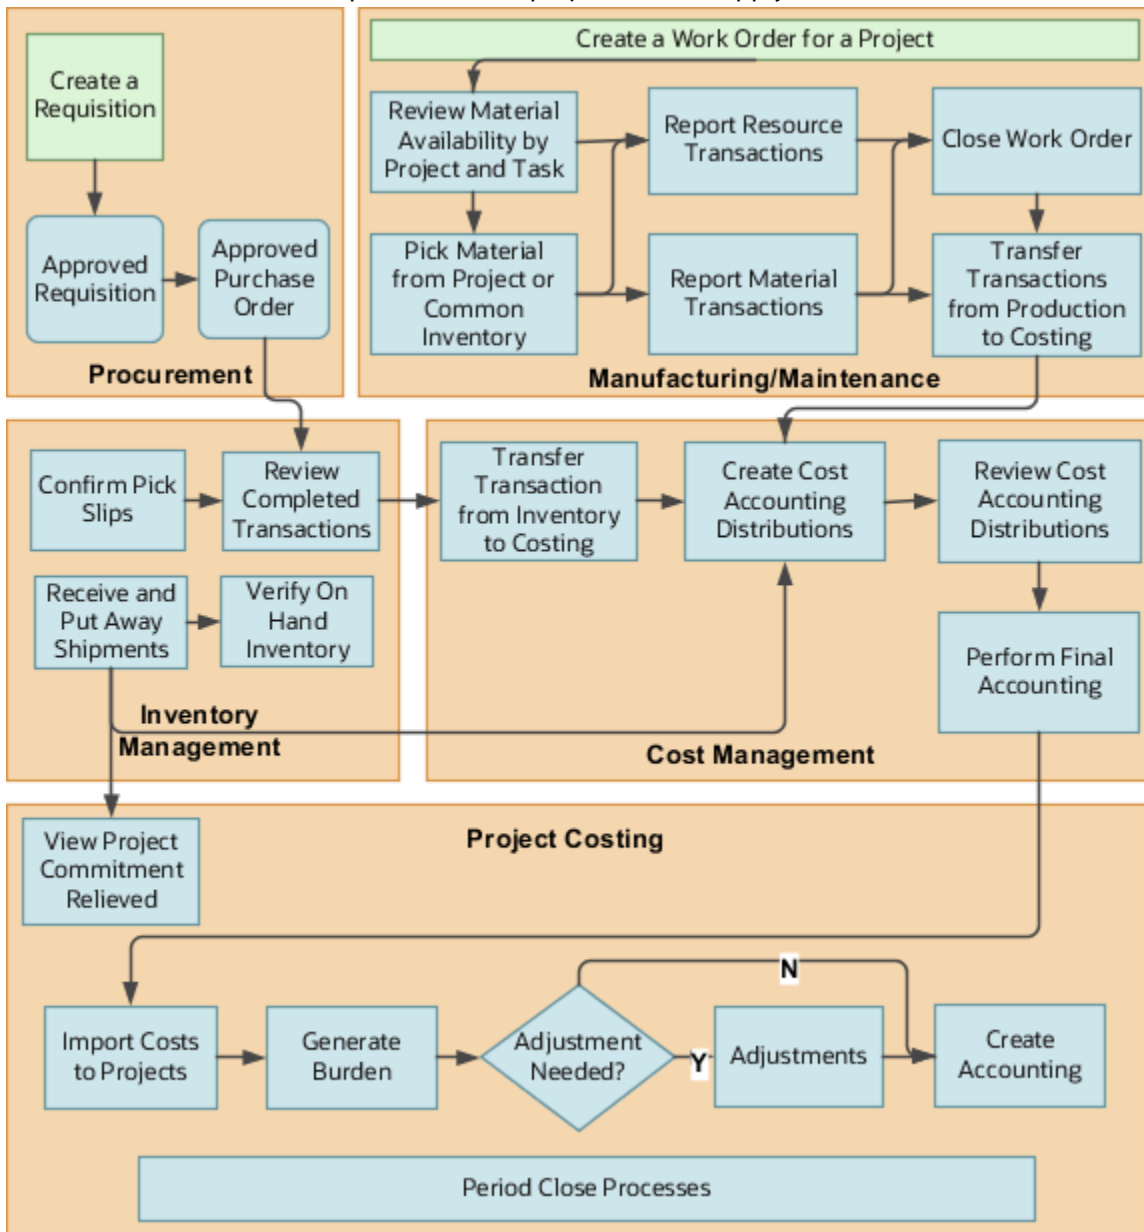 Create a
Requisition
Approved
Requisition
Approved
Purchase
Order
Procurement
Create a Work Order for a Project
Review Material
Availability by
Project and Task
Report Resource
Transactions
Close Work Order
Pick Material
from Project or
Common
Inventory
Report Material
Transactions
Transfer
Transactions
from Production
to Costing
Manufacturing/Maintenance
Confirm Pick
Slips
Review
Completed
Transactions
Receive and
Put Away
Shipments
Verify On
Hand
Inventory
Inventory
Management
Transfer
Transaction
from Inventory
to Costing
Create Cost
Accounting
Distributions
Review Cost
Accounting
Distributions
Perform Final
Accounting
Cost Management
Project Costing
View Project
Commitment
Relieved
Import Costs
to Projects
Generate
Burden
Adjustment
Needed?
N
Y
Adjustments
Create
Accounting
Period Close Processes